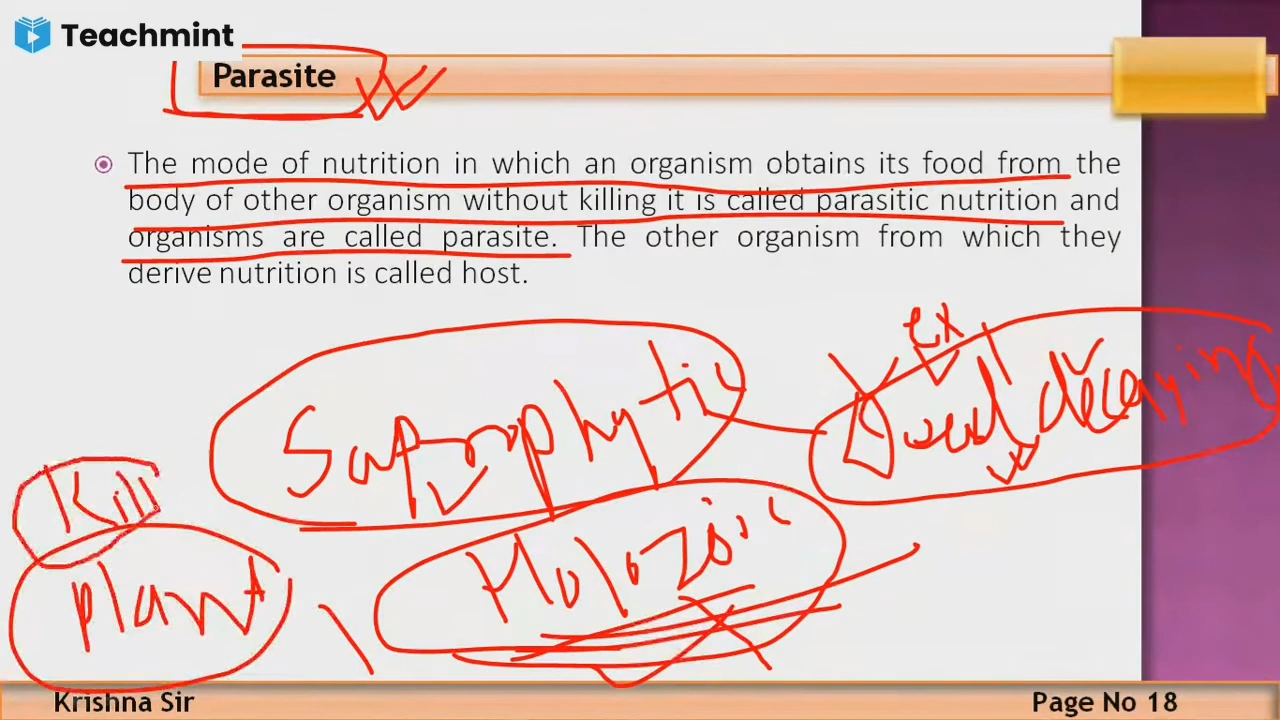 Teachmint
Parasite
The mode of nutrition in which an organism obtains its food from the
body of other organism without killing it is called parasitic nutrition and
organisms are called parasite. The other organism from which they
derive nutrition is called host.
ex
Saprophytic Dead decaying
Kill
Holozoic
plant
Krishna Sir Page No 18